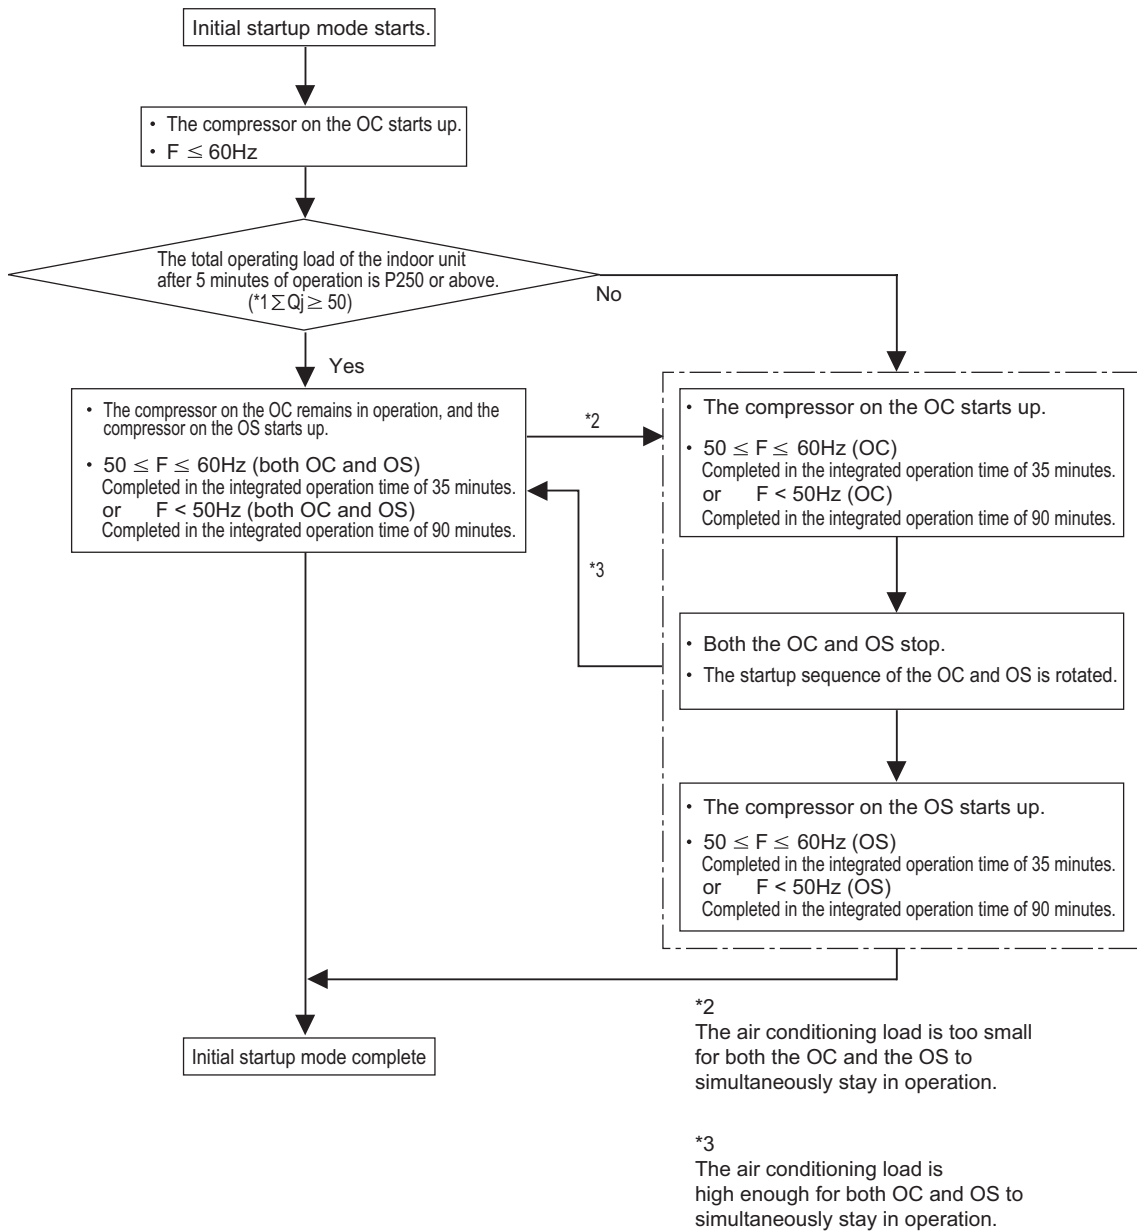 Initial startup mode starts.
• The compressor on the OC starts up.
• F ≤ 60Hz
The total operating load of the indoor unit
after 5 minutes of operation is P250 or above.
(*1 ∑Qj ≥ 50)
No
Yes
• The compressor on the OC remains in operation, and the
compressor on the OS starts up.
• 50 ≤ F ≤ 60Hz (both OC and OS)
Completed in the integrated operation time of 35 minutes.
or F < 50Hz (both OC and OS)
Completed in the integrated operation time of 90 minutes.
*2
*3
• The compressor on the OC starts up.
• 50 ≤ F ≤ 60Hz (OC)
Completed in the integrated operation time of 35 minutes.
or F < 50Hz (OC)
Completed in the integrated operation time of 90 minutes.
• Both the OC and OS stop.
• The startup sequence of the OC and OS is rotated.
• The compressor on the OS starts up.
• 50 ≤ F ≤ 60Hz (OS)
Completed in the integrated operation time of 35 minutes.
or F < 50Hz (OS)
Completed in the integrated operation time of 90 minutes.
Initial startup mode complete
*2
The air conditioning load is too small
for both the OC and the OS to
simultaneously stay in operation.
*3
The air conditioning load is
high enough for both OC and OS to
simultaneously stay in operation.